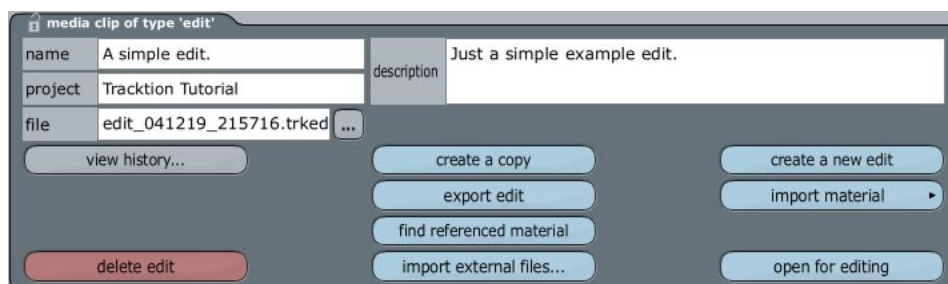 media clip of type 'edit'
name A simple edit.
description Just a simple example edit.
project Tracktion Tutorial
file edit_041219_215716.trked ...
view history... create a copy create a new edit
export edit import material
find referenced material
delete edit import external files... open for editing